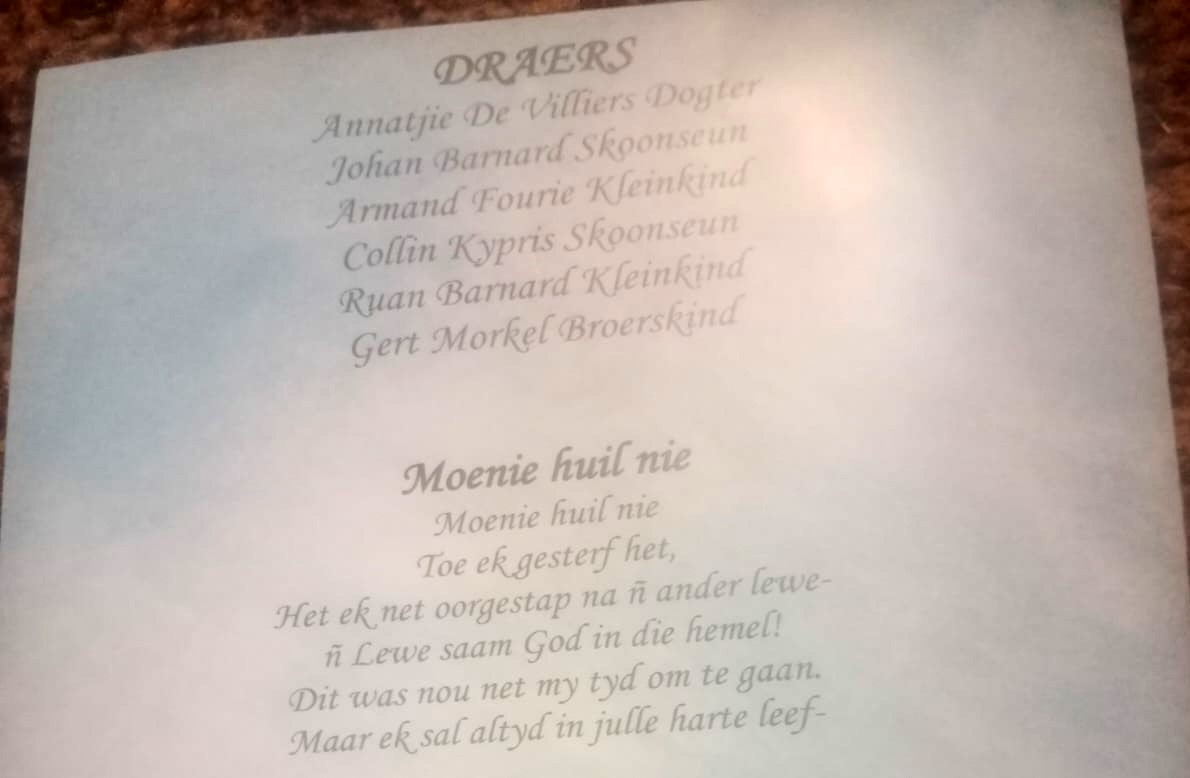 DRAERS
Annatjie De Villiers Dogter
Johan Barnard Skoonseun
Armand Fourie Kleinkind
Collin Kypris Skoonseun
Ruan Barnard Kleinkind
Gert Morkel Broerskind
Moenie huil nie
Moenie huil nie
Toe ek gesterf het,
Het ek net oorgestap na ñ ander lewe-
ñ Lewe saam God in die hemel!
Dit was nou net my tyd om te gaan.
Maar ek sal altyd in julle harte leef-